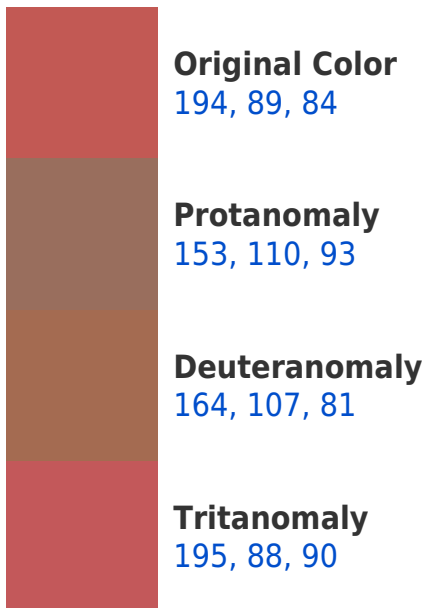 Original Color
194, 89, 84
Protanomaly
153, 110, 93
Deuteranomaly
164, 107, 81
Tritanomaly
195, 88, 90